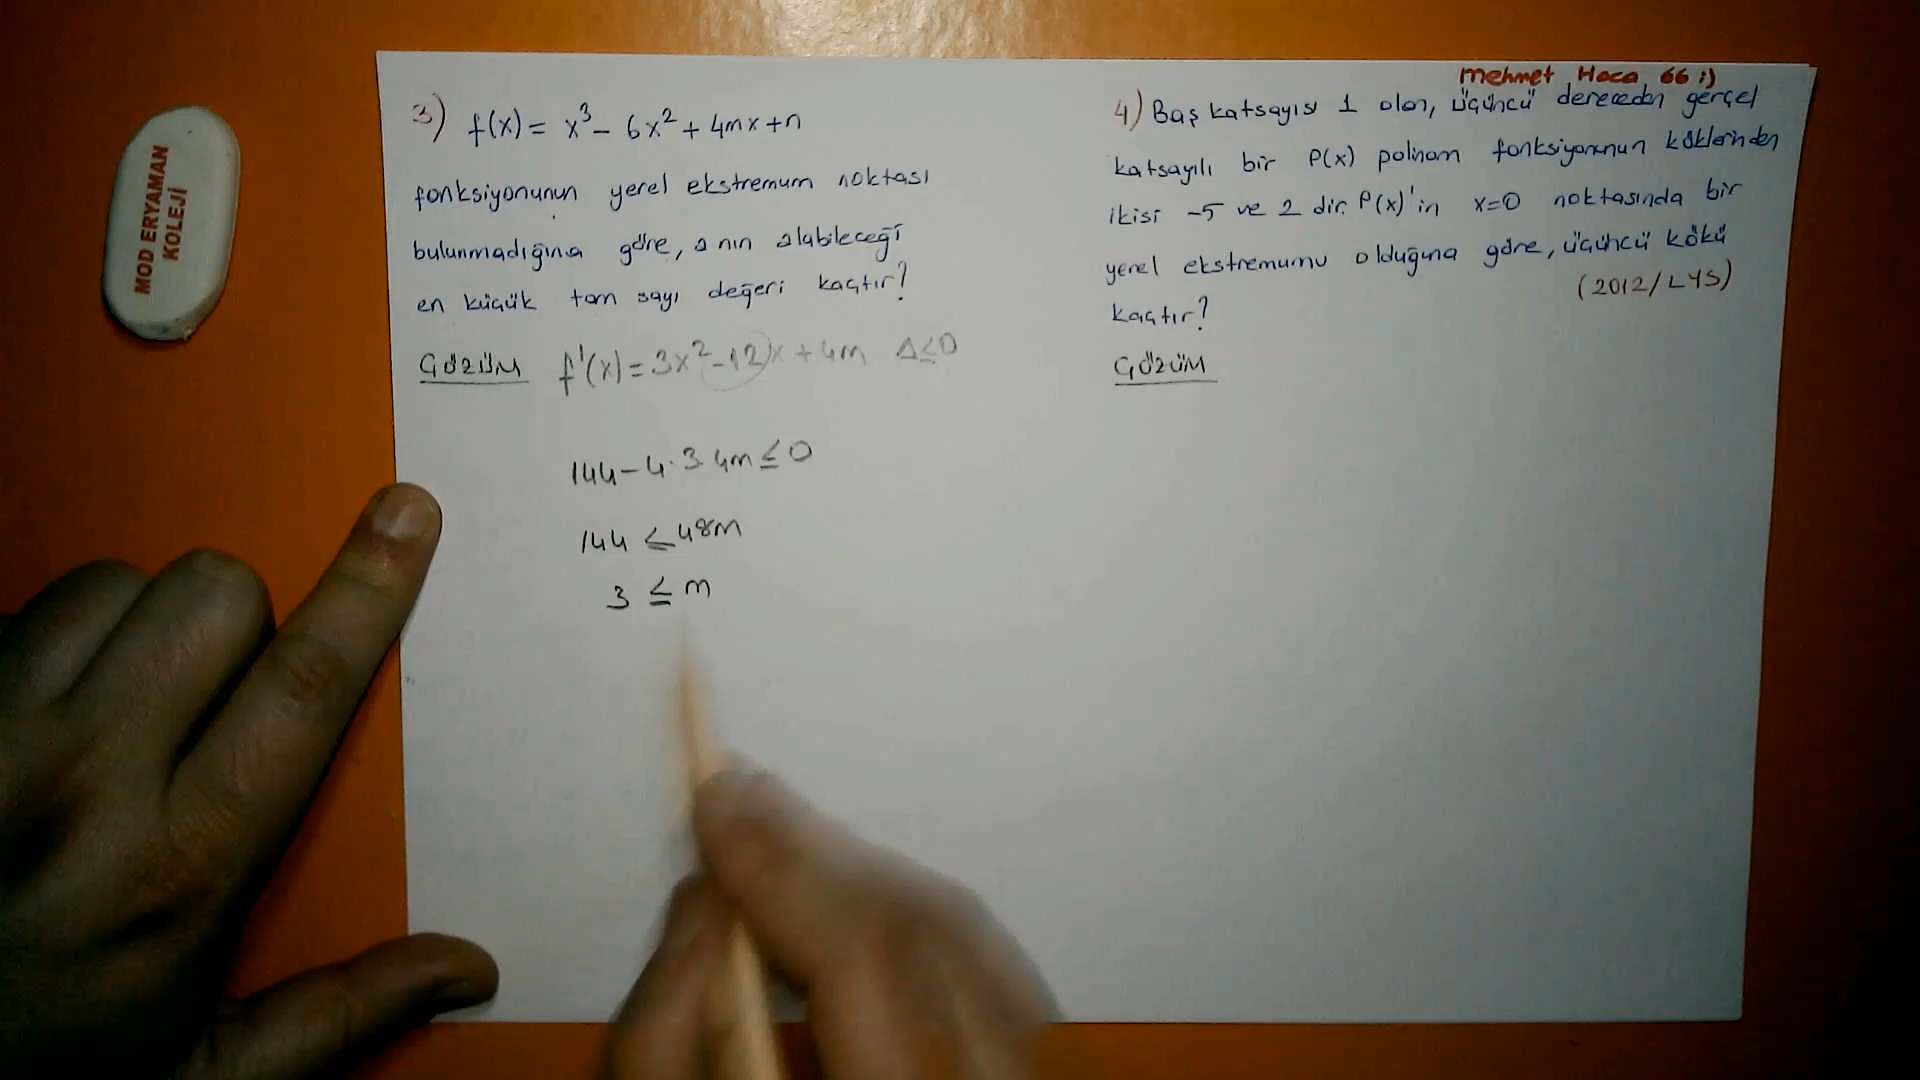 MOD ERYAMAN
KOLEJİ
3) f(x) = x³ - 6x² + 4mx + n
fonksiyonunun yerel ekstremum noktası
bulunmadığına göre, a nın alabileceği
en küçük tam sayı değeri kaçtır?
ÇÖZÜM f'(x) = 3x² - 12x + 4m Δ≤0
144 - 4·3·4m ≤ 0
144 ≤ 48m
3 ≤ m
Mehmet Hoca 66 :)
4) Baş katsayısı 1 olan, üçüncü dereceden gerçel
katsayılı bir P(x) polinom fonksiyonunun köklerinden
ikisi -5 ve 2 dir. P(x)'in x=0 noktasında bir
yerel ekstremumu olduğuna göre, üçüncü kökü
kaçtır? (2012/LYS)
ÇÖZÜM